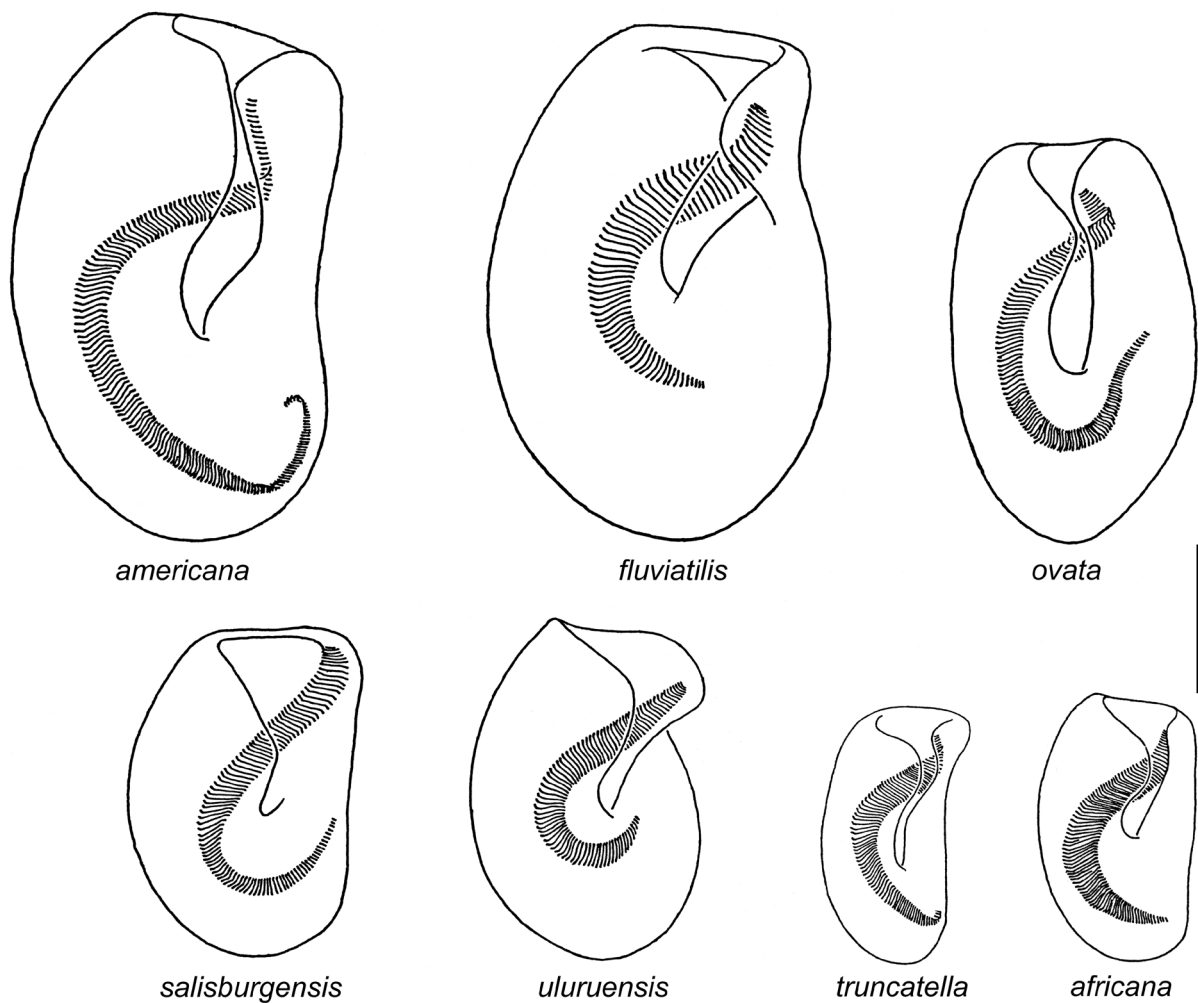 americana
fluviatilis
ovata
salisburgensis
uluruensis
truncatella
africana